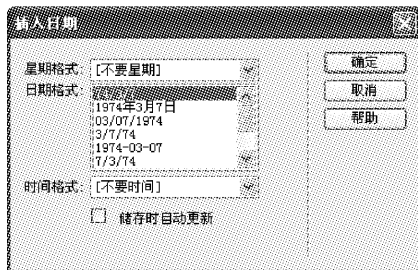 插入日期
星期格式: [不要星期]
日期格式:
1974年3月7日
03/07/1974
3/7/74
1974-03-07
7/3/74
时间格式: [不要时间]
储存时自动更新
确定
取消
帮助